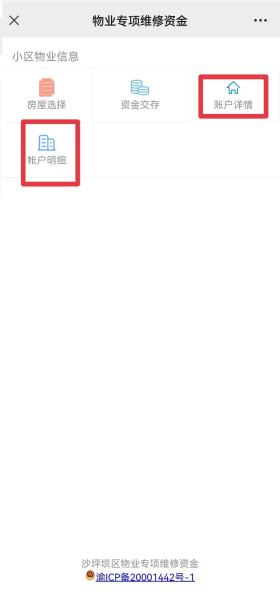 物业专项维修资金
小区物业信息
房屋选择
资金交存
账户详情
帐户明细
沙坪坝区物业专项维修资金
渝ICP备20001442号-1